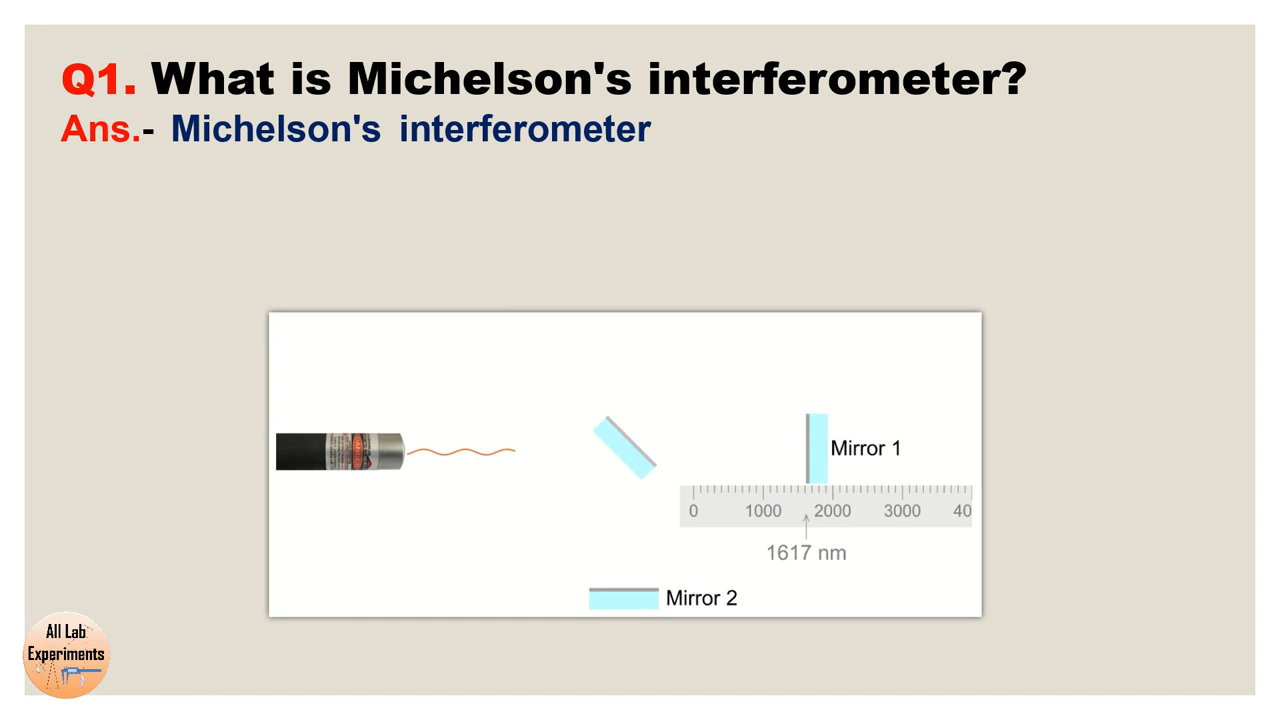 Q1. What is Michelson's interferometer?
Ans.- Michelson's interferometer
Mirror 1
0 1000 2000 3000 40
1617 nm
Mirror 2
All Lab
Experiments